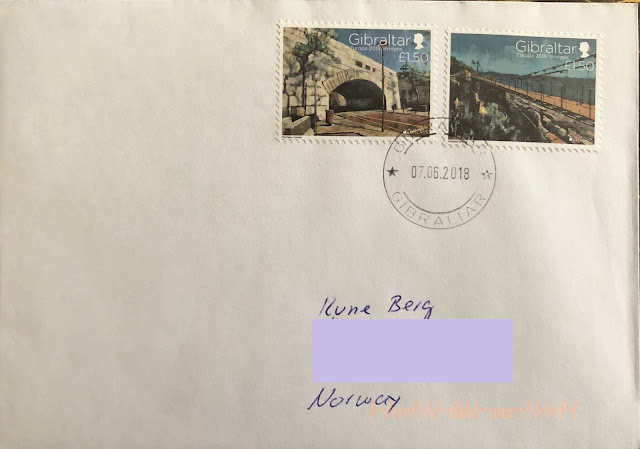 Gibraltar
Europa 2018 Bridges
£1.50
Gibraltar
Europa 2018 Bridges
£1.50
GIBRALTAR
07.06.2018
GIBRALTAR
Rune Berg
Norway